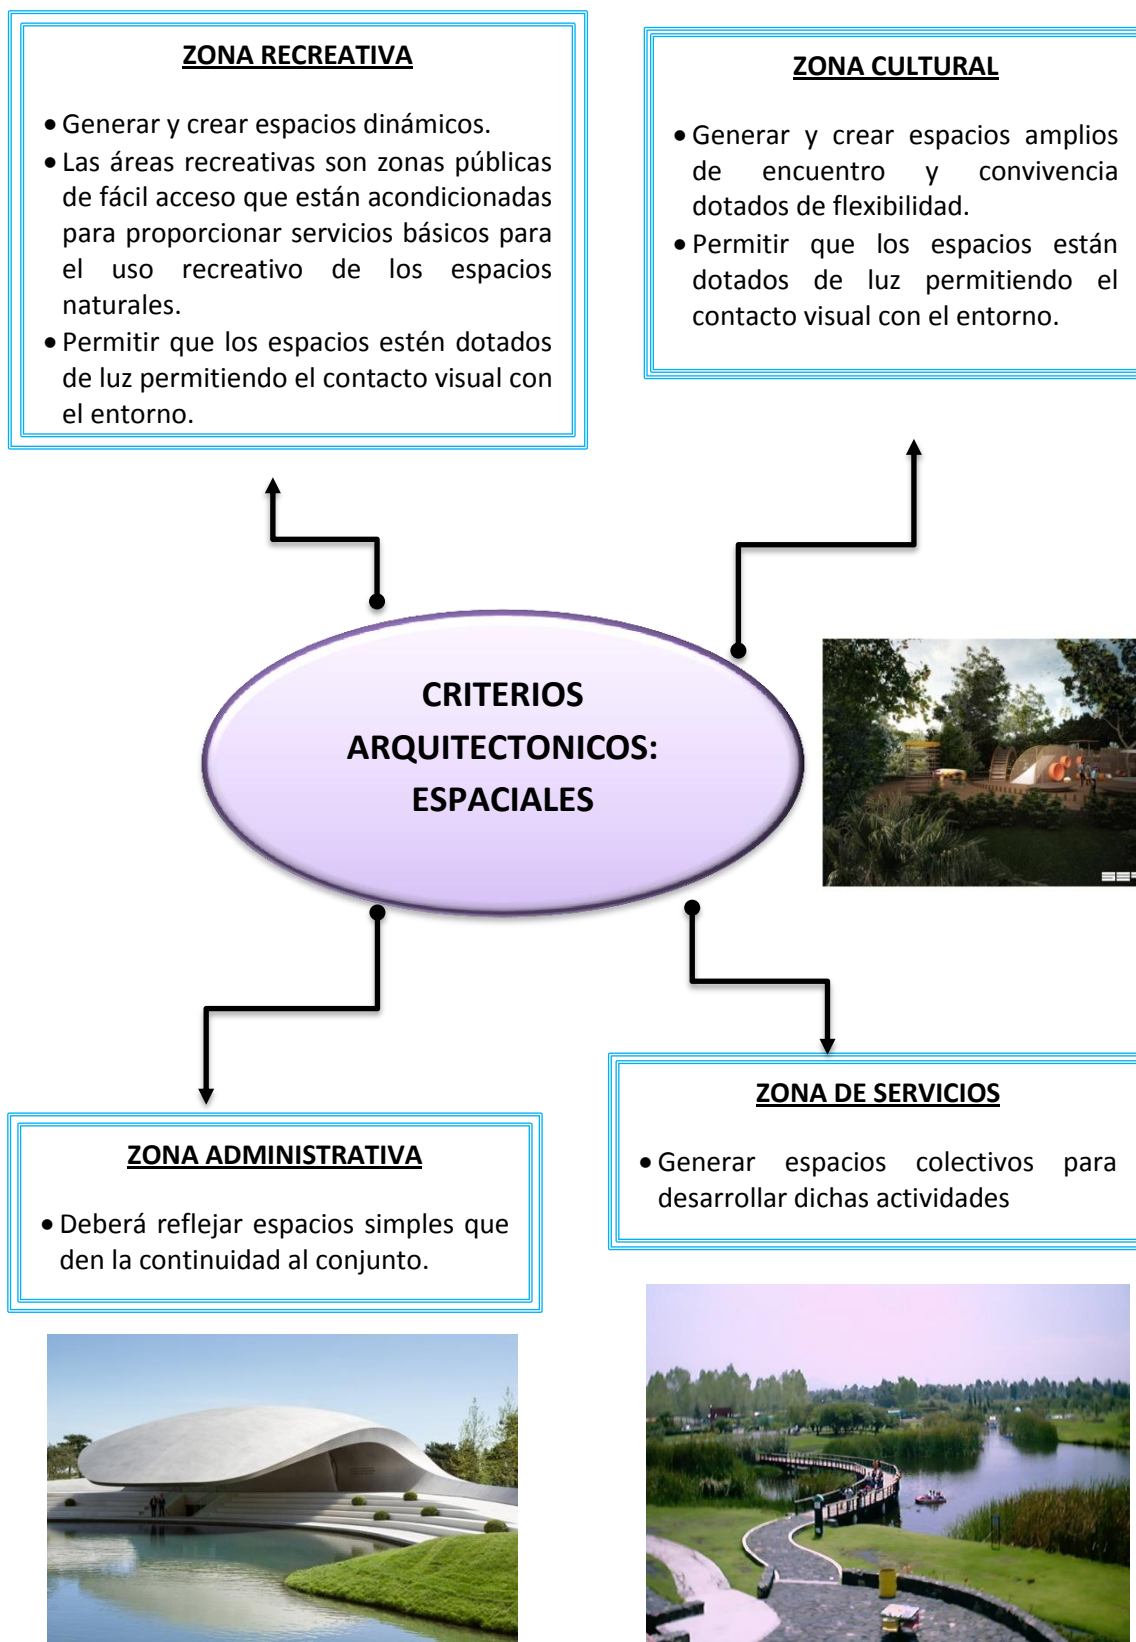 ZONA RECREATIVA
• Generar y crear espacios dinámicos.
• Las áreas recreativas son zonas públicas
de fácil acceso que están acondicionadas
para proporcionar servicios básicos para
el uso recreativo de los espacios
naturales.
• Permitir que los espacios estén dotados
de luz permitiendo el contacto visual con
el entorno.
ZONA CULTURAL
• Generar y crear espacios amplios
de encuentro y convivencia
dotados de flexibilidad.
• Permitir que los espacios están
dotados de luz permitiendo el
contacto visual con el entorno.
CRITERIOS
ARQUITECTONICOS:
ESPACIALES
ZONA ADMINISTRATIVA
• Deberá reflejar espacios simples que
den la continuidad al conjunto.
ZONA DE SERVICIOS
• Generar espacios colectivos para
desarrollar dichas actividades